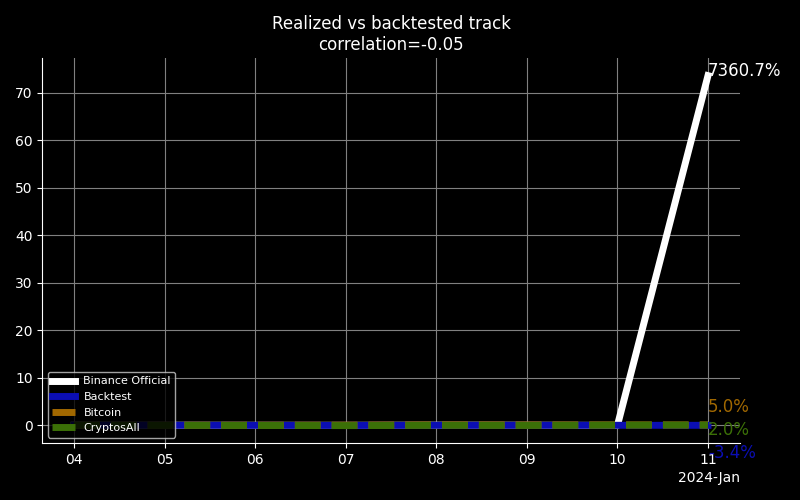 Realized vs backtested track
correlation=-0.05
7360.7%
70
60
50
40
30
20
10
0
Binance Official
Backtest
Bitcoin
CryptosAll
5.0%
2.0%
-3.4%
04 05 06 07 08 09 10 11
2024-Jan